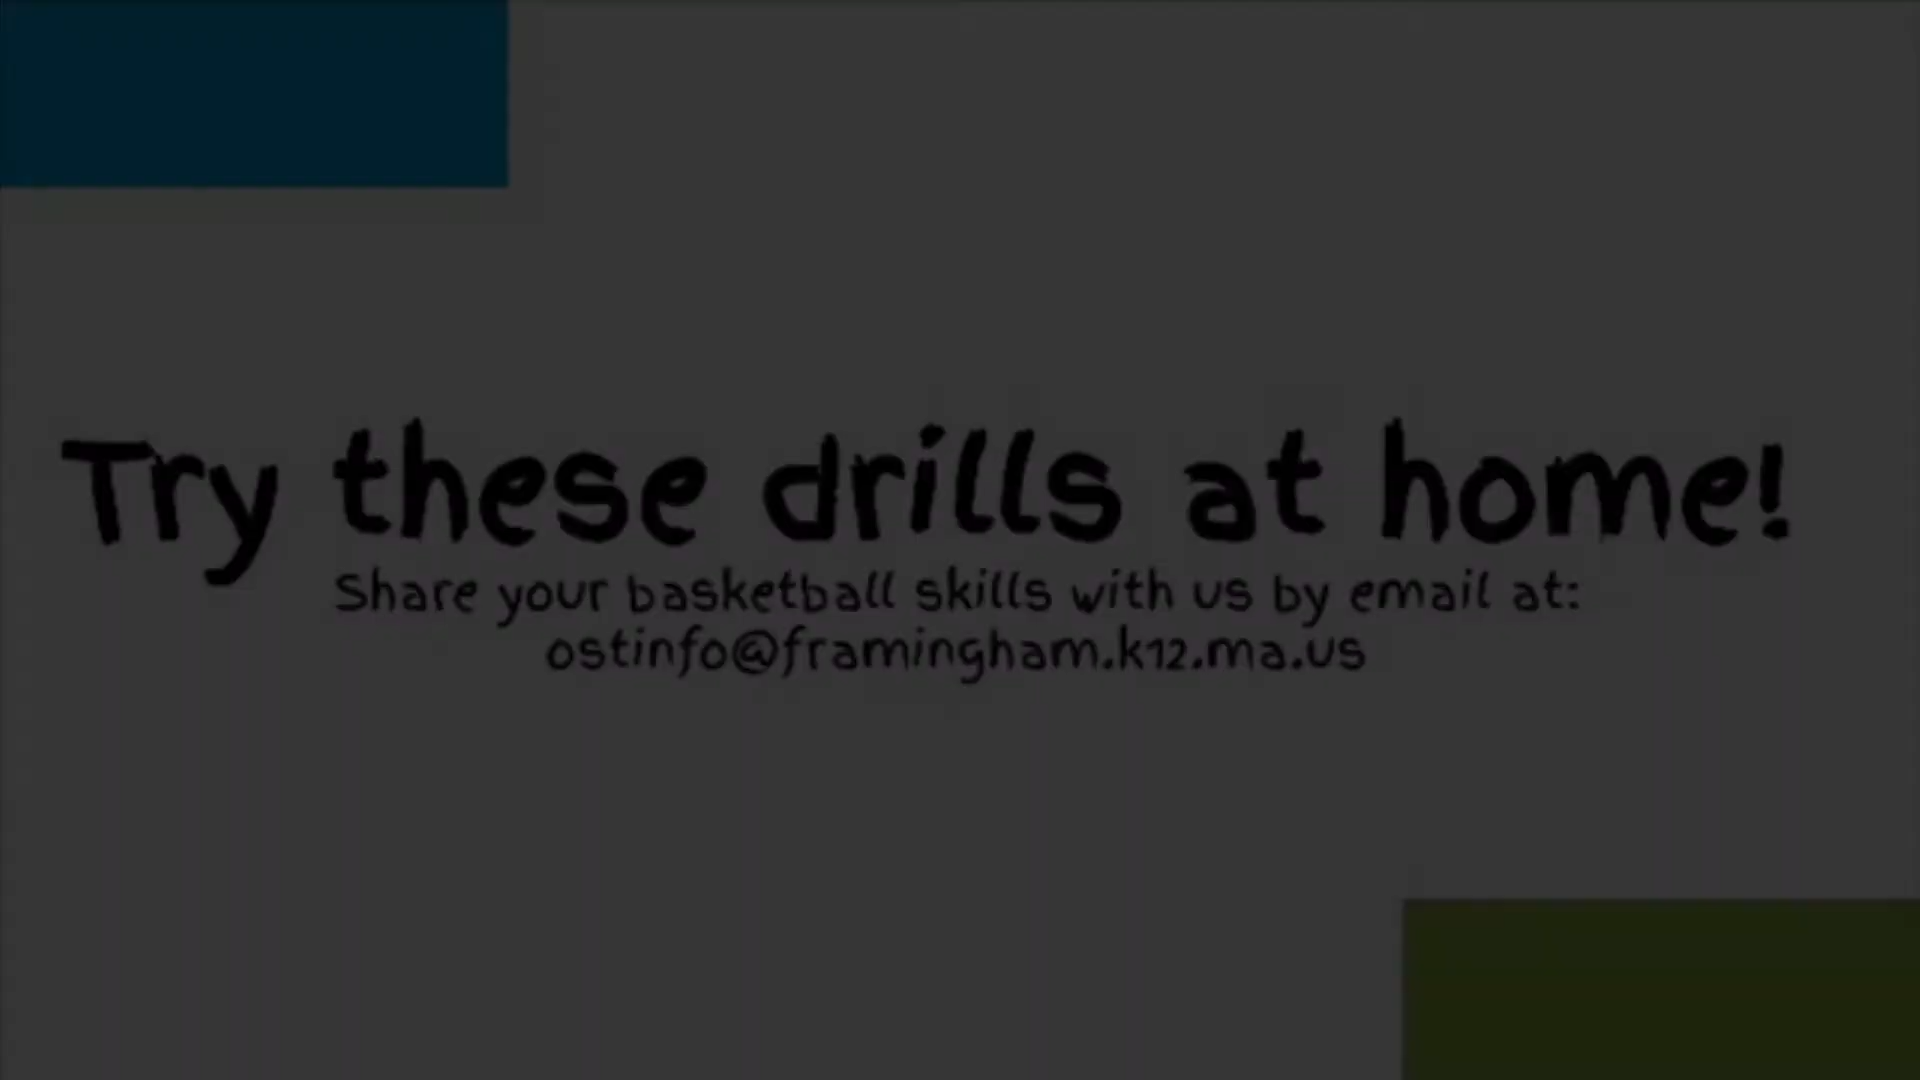 Try these drills at home!
Share your basketball skills with us by email at:
ostinfo@framingham.k12.ma.us